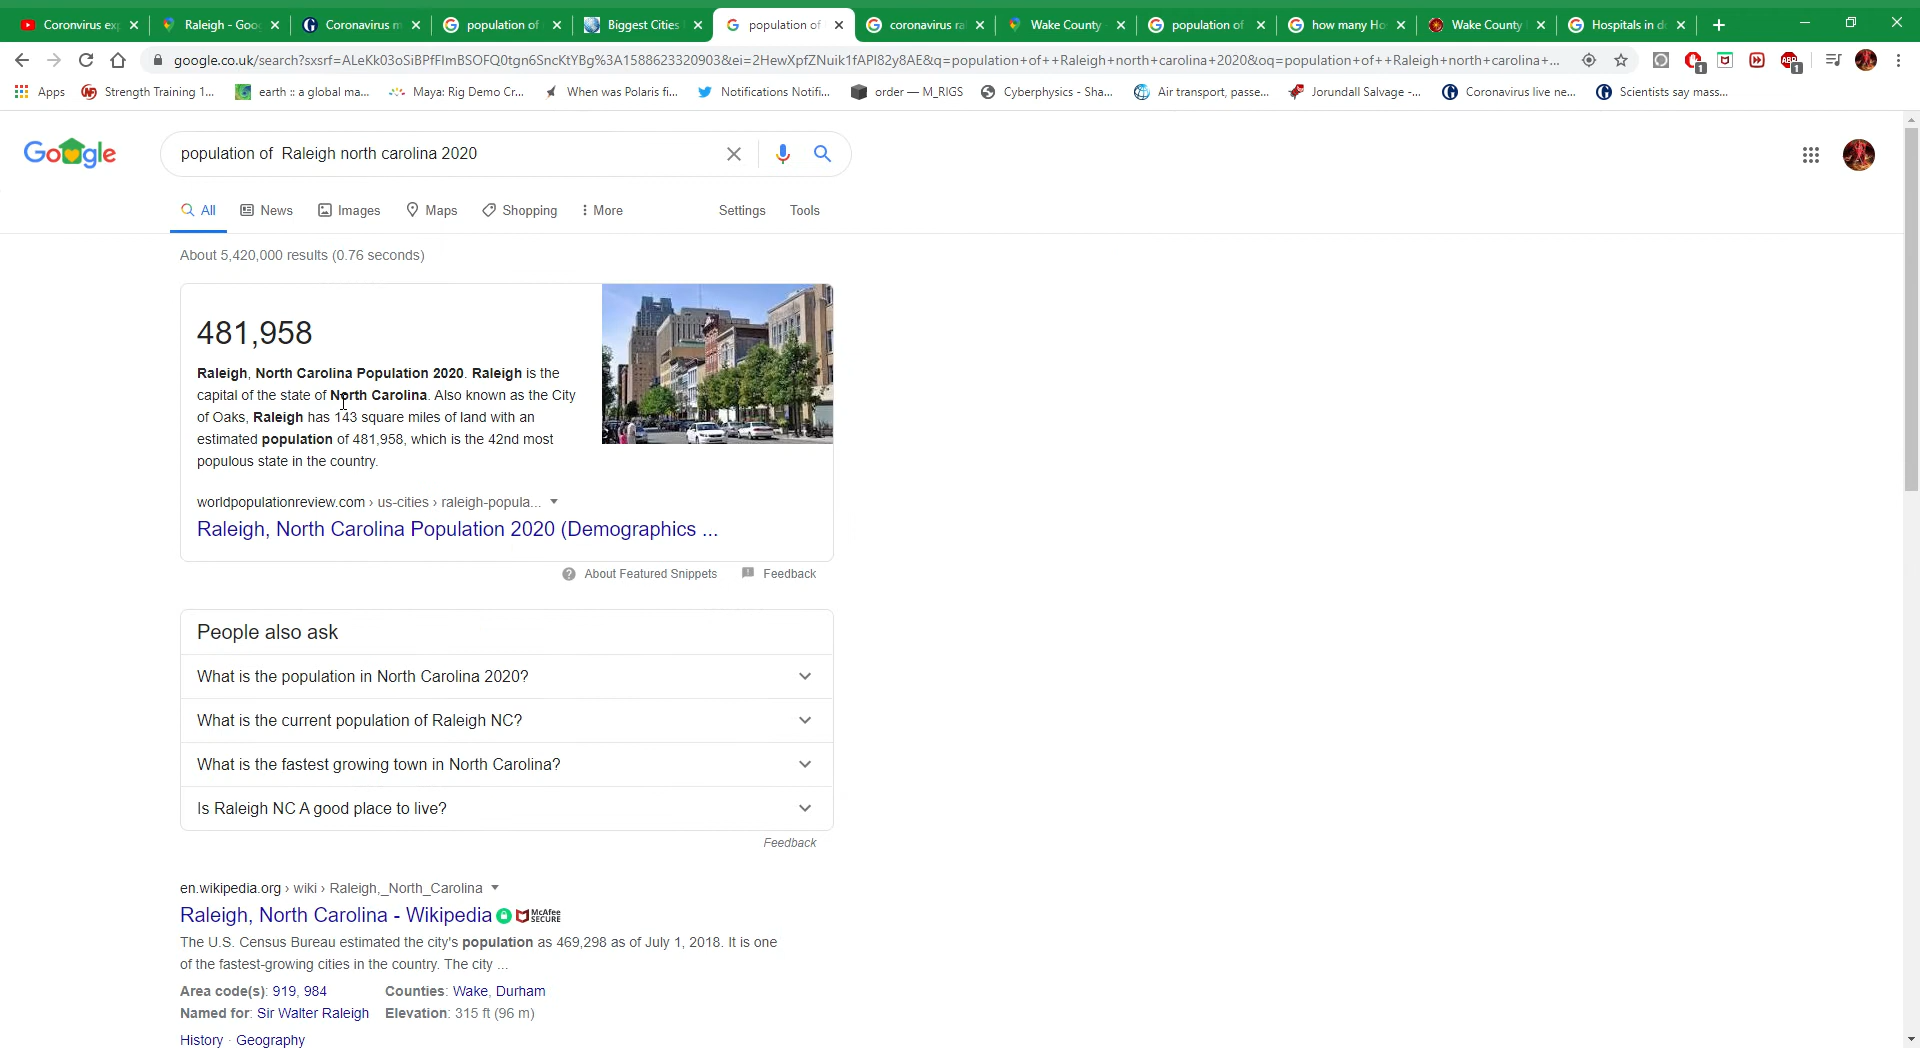 Coronvirus ex
Raleigh - Goo
Coronavirus m
population of
Biggest Cities
population of
coronavirus ra
Wake County
population of
how many Ho
Wake County
Hospitals in d
google.co.uk/search?sxsrf=ALeKk03oSiBPfFImBSOFQ0tgn6SncKtYBg%3A1588623320903&ei=2HewXpfZNuik1fAPI82y8AE&q=population+of++Raleigh+north+carolina+2020&oq=population+of++Raleigh+north+carolina+...
1
ABP
1
Apps
Strength Training 1...
earth :: a global ma...
Maya: Rig Demo Cr...
When was Polaris fi...
Notifications Notifi...
order — M_RIGS
Cyberphysics - Sha...
Air transport, passe...
Jorundall Salvage -...
Coronavirus live ne...
Scientists say mass...
Google
population of  Raleigh north carolina 2020
All
News
Images
Maps
Shopping
More
Settings
Tools
About 5,420,000 results (0.76 seconds)
481,958
Raleigh, North Carolina Population 2020. Raleigh is the
capital of the state of North Carolina. Also known as the City
of Oaks, Raleigh has 143 square miles of land with an
estimated population of 481,958, which is the 42nd most
populous state in the country.
worldpopulationreview.com › us-cities › raleigh-popula...
Raleigh, North Carolina Population 2020 (Demographics ...
About Featured Snippets
Feedback
People also ask
What is the population in North Carolina 2020?
What is the current population of Raleigh NC?
What is the fastest growing town in North Carolina?
Is Raleigh NC A good place to live?
Feedback
en.wikipedia.org › wiki › Raleigh,_North_Carolina
Raleigh, North Carolina - Wikipedia
McAfee
SECURE
The U.S. Census Bureau estimated the city's population as 469,298 as of July 1, 2018. It is one
of the fastest-growing cities in the country. The city ...
Area code(s): 919, 984
Counties: Wake, Durham
Named for: Sir Walter Raleigh
Elevation: 315 ft (96 m)
History · Geography